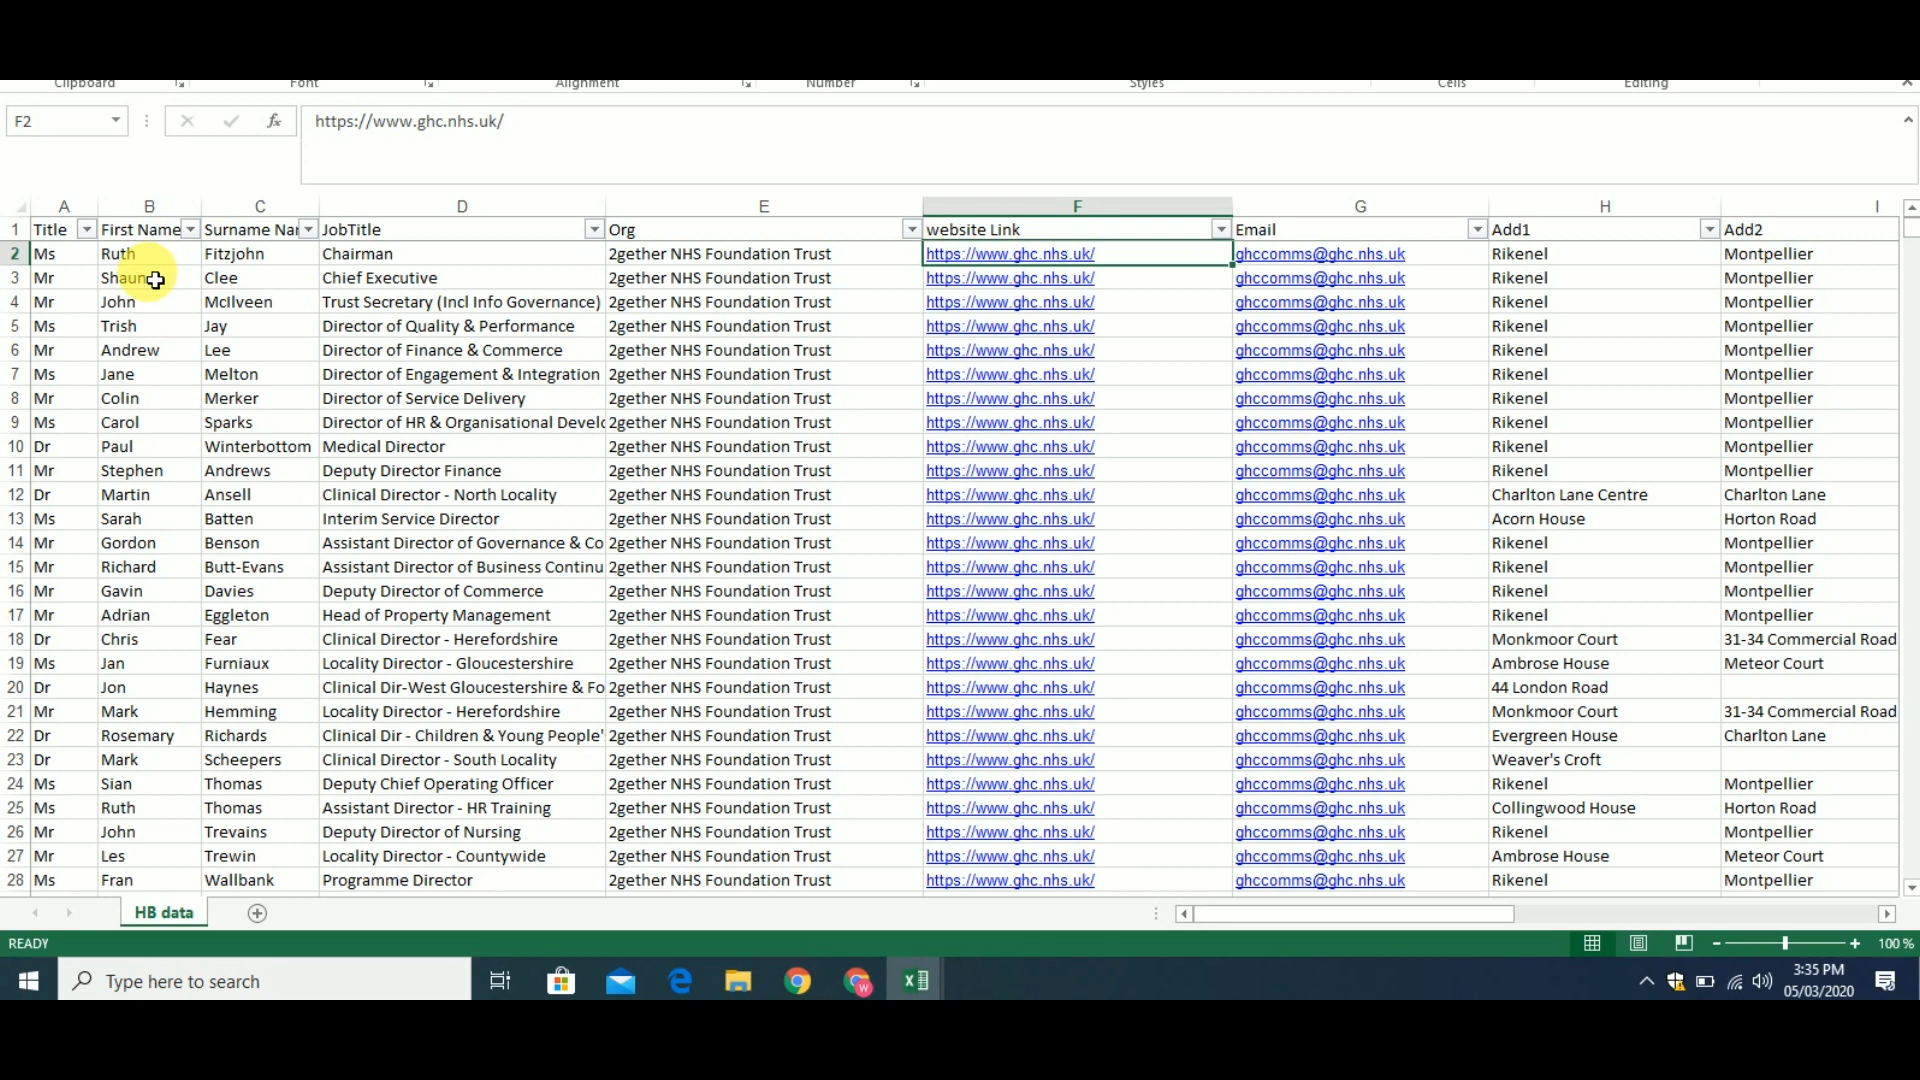 Clipboard Font Alignment Number Styles Cells Editing
F2 fx https://www.ghc.nhs.uk/
A B C D E F G H I
1 Title First Name Surname Nar JobTitle Org website Link Email Add1 Add2
2 Ms Ruth Fitzjohn Chairman 2gether NHS Foundation Trust https://www.ghc.nhs.uk/ ghccomms@ghc.nhs.uk Rikenel Montpellier
3 Mr Shaun Clee Chief Executive 2gether NHS Foundation Trust https://www.ghc.nhs.uk/ ghccomms@ghc.nhs.uk Rikenel Montpellier
4 Mr John McIlveen Trust Secretary (Incl Info Governance) 2gether NHS Foundation Trust https://www.ghc.nhs.uk/ ghccomms@ghc.nhs.uk Rikenel Montpellier
5 Ms Trish Jay Director of Quality & Performance 2gether NHS Foundation Trust https://www.ghc.nhs.uk/ ghccomms@ghc.nhs.uk Rikenel Montpellier
6 Mr Andrew Lee Director of Finance & Commerce 2gether NHS Foundation Trust https://www.ghc.nhs.uk/ ghccomms@ghc.nhs.uk Rikenel Montpellier
7 Ms Jane Melton Director of Engagement & Integration 2gether NHS Foundation Trust https://www.ghc.nhs.uk/ ghccomms@ghc.nhs.uk Rikenel Montpellier
8 Mr Colin Merker Director of Service Delivery 2gether NHS Foundation Trust https://www.ghc.nhs.uk/ ghccomms@ghc.nhs.uk Rikenel Montpellier
9 Ms Carol Sparks Director of HR & Organisational Develc 2gether NHS Foundation Trust https://www.ghc.nhs.uk/ ghccomms@ghc.nhs.uk Rikenel Montpellier
10 Dr Paul Winterbottom Medical Director 2gether NHS Foundation Trust https://www.ghc.nhs.uk/ ghccomms@ghc.nhs.uk Rikenel Montpellier
11 Mr Stephen Andrews Deputy Director Finance 2gether NHS Foundation Trust https://www.ghc.nhs.uk/ ghccomms@ghc.nhs.uk Rikenel Montpellier
12 Dr Martin Ansell Clinical Director - North Locality 2gether NHS Foundation Trust https://www.ghc.nhs.uk/ ghccomms@ghc.nhs.uk Charlton Lane Centre Charlton Lane
13 Ms Sarah Batten Interim Service Director 2gether NHS Foundation Trust https://www.ghc.nhs.uk/ ghccomms@ghc.nhs.uk Acorn House Horton Road
14 Mr Gordon Benson Assistant Director of Governance & Co 2gether NHS Foundation Trust https://www.ghc.nhs.uk/ ghccomms@ghc.nhs.uk Rikenel Montpellier
15 Mr Richard Butt-Evans Assistant Director of Business Continu 2gether NHS Foundation Trust https://www.ghc.nhs.uk/ ghccomms@ghc.nhs.uk Rikenel Montpellier
16 Mr Gavin Davies Deputy Director of Commerce 2gether NHS Foundation Trust https://www.ghc.nhs.uk/ ghccomms@ghc.nhs.uk Rikenel Montpellier
17 Mr Adrian Eggleton Head of Property Management 2gether NHS Foundation Trust https://www.ghc.nhs.uk/ ghccomms@ghc.nhs.uk Rikenel Montpellier
18 Dr Chris Fear Clinical Director - Herefordshire 2gether NHS Foundation Trust https://www.ghc.nhs.uk/ ghccomms@ghc.nhs.uk Monkmoor Court 31-34 Commercial Road
19 Ms Jan Furniaux Locality Director - Gloucestershire 2gether NHS Foundation Trust https://www.ghc.nhs.uk/ ghccomms@ghc.nhs.uk Ambrose House Meteor Court
20 Dr Jon Haynes Clinical Dir-West Gloucestershire & Fo 2gether NHS Foundation Trust https://www.ghc.nhs.uk/ ghccomms@ghc.nhs.uk 44 London Road
21 Mr Mark Hemming Locality Director - Herefordshire 2gether NHS Foundation Trust https://www.ghc.nhs.uk/ ghccomms@ghc.nhs.uk Monkmoor Court 31-34 Commercial Road
22 Dr Rosemary Richards Clinical Dir - Children & Young People' 2gether NHS Foundation Trust https://www.ghc.nhs.uk/ ghccomms@ghc.nhs.uk Evergreen House Charlton Lane
23 Dr Mark Scheepers Clinical Director - South Locality 2gether NHS Foundation Trust https://www.ghc.nhs.uk/ ghccomms@ghc.nhs.uk Weaver's Croft
24 Ms Sian Thomas Deputy Chief Operating Officer 2gether NHS Foundation Trust https://www.ghc.nhs.uk/ ghccomms@ghc.nhs.uk Rikenel Montpellier
25 Ms Ruth Thomas Assistant Director - HR Training 2gether NHS Foundation Trust https://www.ghc.nhs.uk/ ghccomms@ghc.nhs.uk Collingwood House Horton Road
26 Mr John Trevains Deputy Director of Nursing 2gether NHS Foundation Trust https://www.ghc.nhs.uk/ ghccomms@ghc.nhs.uk Rikenel Montpellier
27 Mr Les Trewin Locality Director - Countywide 2gether NHS Foundation Trust https://www.ghc.nhs.uk/ ghccomms@ghc.nhs.uk Ambrose House Meteor Court
28 Ms Fran Wallbank Programme Director 2gether NHS Foundation Trust https://www.ghc.nhs.uk/ ghccomms@ghc.nhs.uk Rikenel Montpellier
HB data
READY 100 %
Type here to search 3:35 PM
05/03/2020